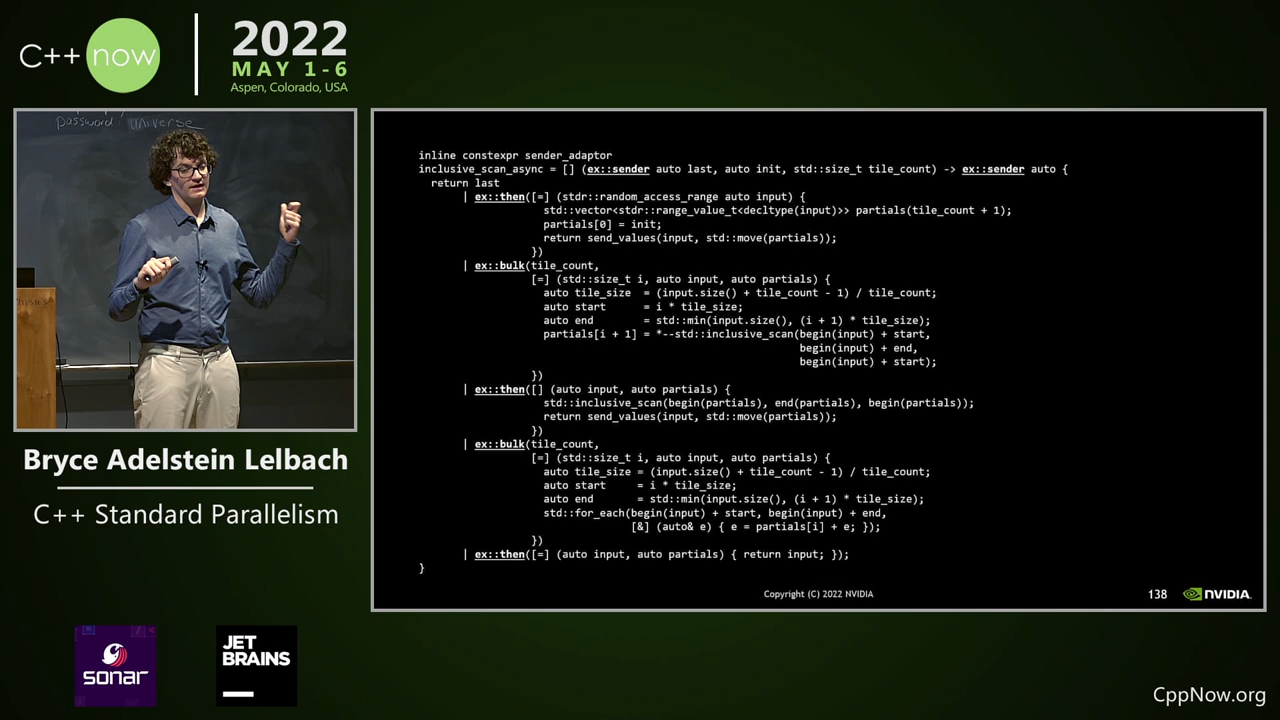 C++ now
2022
MAY 1-6
Aspen, Colorado, USA
password/universe
Bryce Adelstein Lelbach
C++ Standard Parallelism
inline constexpr sender_adaptor
inclusive_scan_async = [] (ex::sender auto last, auto init, std::size_t tile_count) -> ex::sender auto {
return last
| ex::then([=] (stdr::random_access_range auto input) {
std::vector<stdr::range_value_t<decltype(input)>> partials(tile_count + 1);
partials[0] = init;
return send_values(input, std::move(partials));
})
| ex::bulk(tile_count,
[=] (std::size_t i, auto input, auto partials) {
auto tile_size = (input.size() + tile_count - 1) / tile_count;
auto start = i * tile_size;
auto end = std::min(input.size(), (i + 1) * tile_size);
partials[i + 1] = *--std::inclusive_scan(begin(input) + start,
begin(input) + end,
begin(input) + start);
})
| ex::then([] (auto input, auto partials) {
std::inclusive_scan(begin(partials), end(partials), begin(partials));
return send_values(input, std::move(partials));
})
| ex::bulk(tile_count,
[=] (std::size_t i, auto input, auto partials) {
auto tile_size = (input.size() + tile_count - 1) / tile_count;
auto start = i * tile_size;
auto end = std::min(input.size(), (i + 1) * tile_size);
std::for_each(begin(input) + start, begin(input) + end,
[&] (auto& e) { e = partials[i] + e; });
})
| ex::then([=] (auto input, auto partials) { return input; });
}
Copyright (C) 2022 NVIDIA
138
NVIDIA.
sonar
JET
BRAINS
CppNow.org